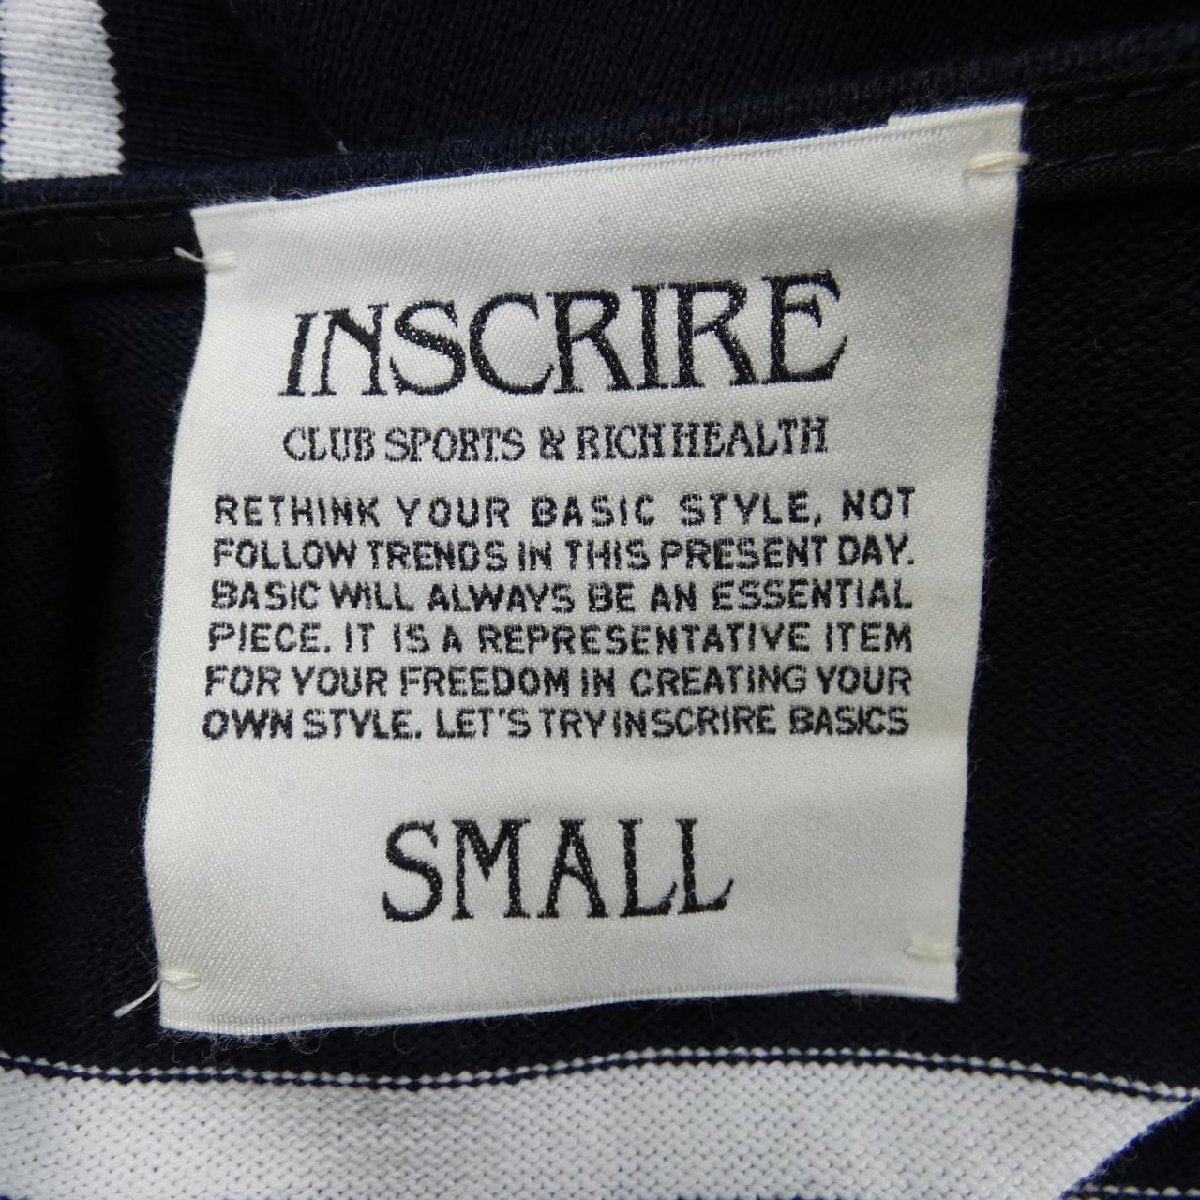 INSCRIRE
CLUB SPORTS & RICH HEALTH
RETHINK YOUR BASIC STYLE, NOT
FOLLOW TRENDS IN THIS PRESENT DAY.
BASIC WILL ALWAYS BE AN ESSENTIAL
PIECE. IT IS A REPRESENTATIVE ITEM
FOR YOUR FREEDOM IN CREATING YOUR
OWN STYLE. LET'S TRY INSCRIRE BASICS
SMALL